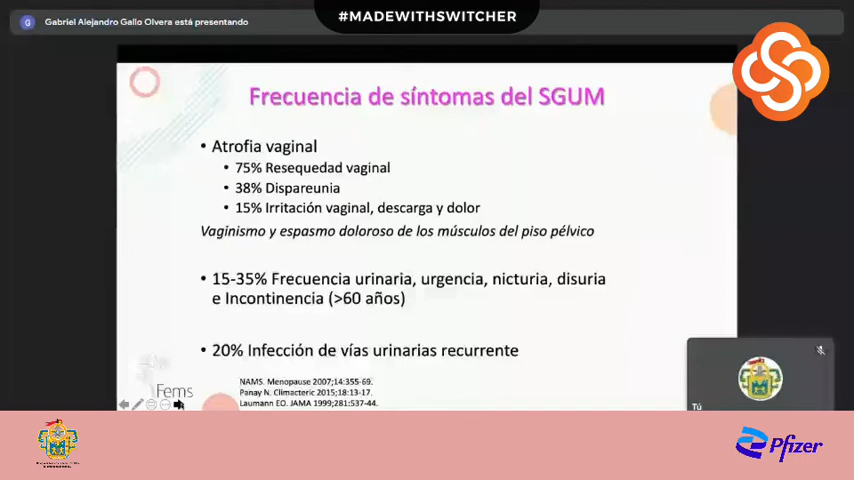 #MADEWITHSWITCHER
G
Gabriel Alejandro Gallo Olvera está presentando
Frecuencia de síntomas del SGUM
• Atrofia vaginal
• 75% Resequedad vaginal
• 38% Dispareunia
• 15% Irritación vaginal, descarga y dolor
Vaginismo y espasmo doloroso de los músculos del piso pélvico
• 15-35% Frecuencia urinaria, urgencia, nicturia, disuria
e Incontinencia (>60 años)
• 20% Infección de vías urinarias recurrente
NAMS. Menopause 2007;14:355-69.
Panay N. Climacteric 2015;18:13-17.
Laumann EO. JAMA 1999;281:537-44.
Fems
Tú
Pfizer